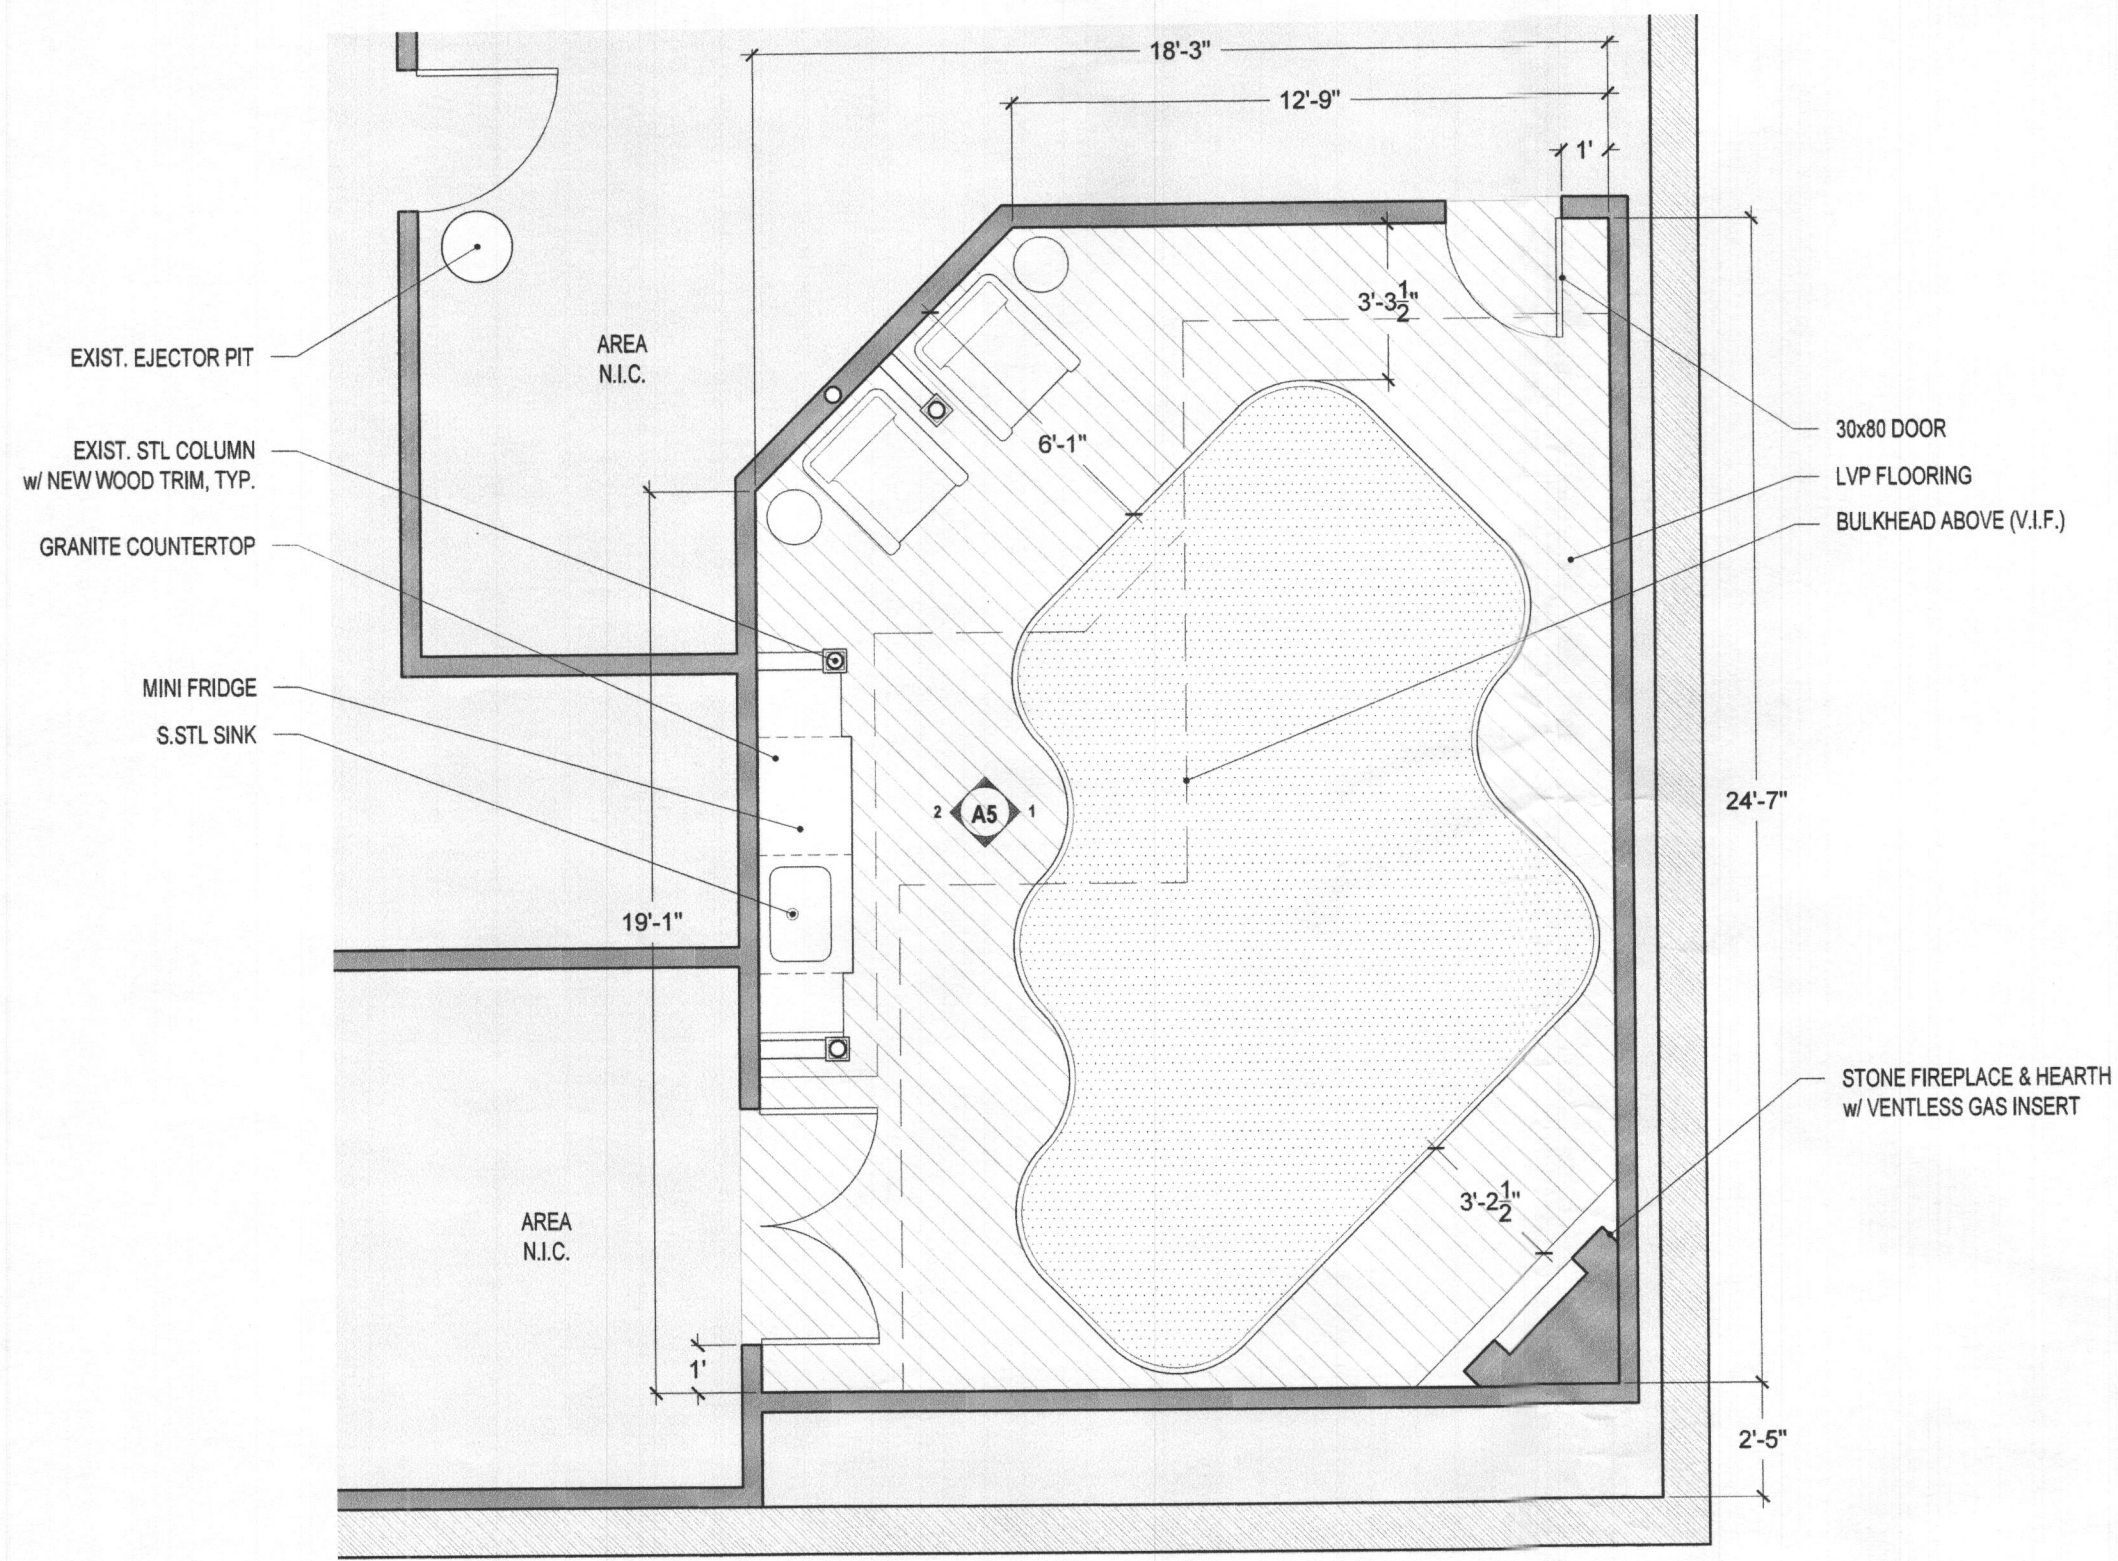 18'-3"
12'-9"
1'
3'-3 1/2"
EXIST. EJECTOR PIT
AREA
N.I.C.
EXIST. STL COLUMN
w/ NEW WOOD TRIM, TYP.
GRANITE COUNTERTOP
6'-1"
30x80 DOOR
LVP FLOORING
BULKHEAD ABOVE (V.I.F.)
MINI FRIDGE
S.STL SINK
2
A5
1
24'-7"
19'-1"
STONE FIREPLACE & HEARTH
w/ VENTLESS GAS INSERT
3'-2 1/2"
AREA
N.I.C.
1'
2'-5"